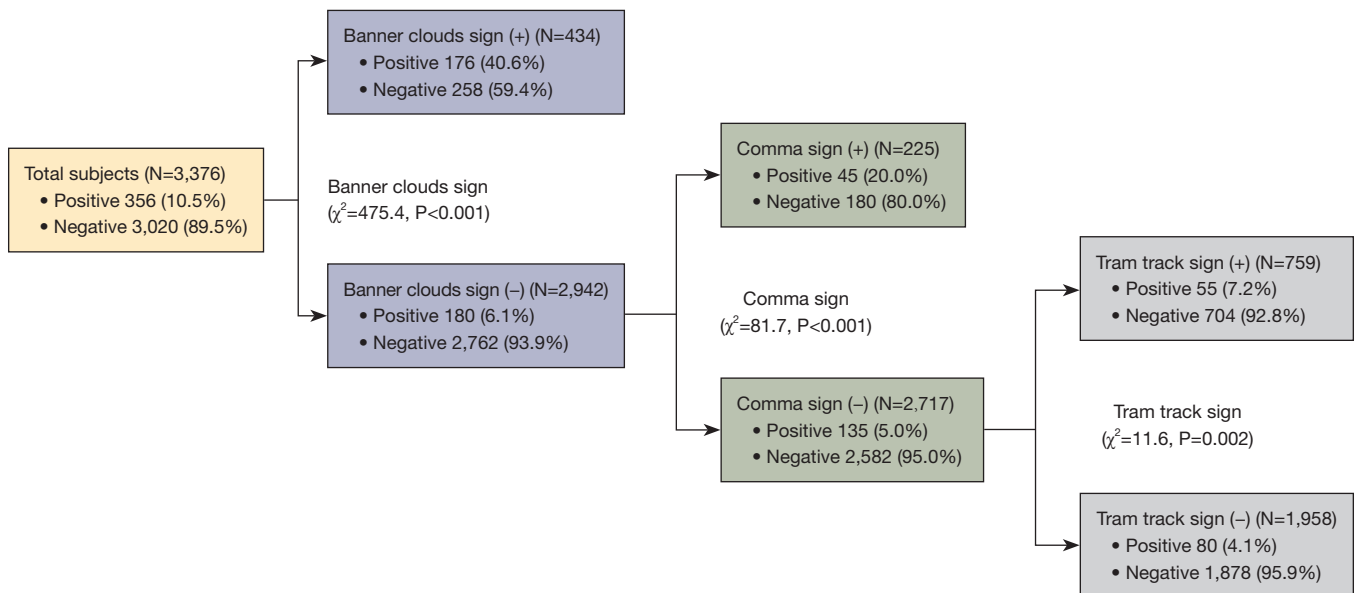 Total subjects (N=3,376)
• Positive 356 (10.5%)
• Negative 3,020 (89.5%)
Banner clouds sign (+) (N=434)
• Positive 176 (40.6%)
• Negative 258 (59.4%)
Banner clouds sign
(χ²=475.4, P<0.001)
Banner clouds sign (–) (N=2,942)
• Positive 180 (6.1%)
• Negative 2,762 (93.9%)
Comma sign (+) (N=225)
• Positive 45 (20.0%)
• Negative 180 (80.0%)
Comma sign
(χ²=81.7, P<0.001)
Comma sign (–) (N=2,717)
• Positive 135 (5.0%)
• Negative 2,582 (95.0%)
Tram track sign (+) (N=759)
• Positive 55 (7.2%)
• Negative 704 (92.8%)
Tram track sign
(χ²=11.6, P=0.002)
Tram track sign (–) (N=1,958)
• Positive 80 (4.1%)
• Negative 1,878 (95.9%)